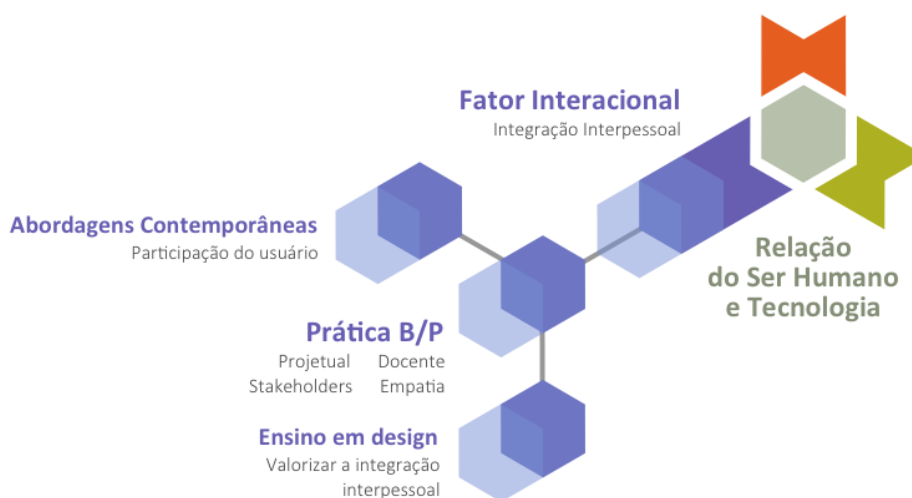 Fator Interacional
Integração Interpessoal
Abordagens Contemporâneas
Participação do usuário
Relação
do Ser Humano
e Tecnologia
Prática B/P
Projetual Docente
Stakeholders Empatia
Ensino em design
Valorizar a integração
interpessoal